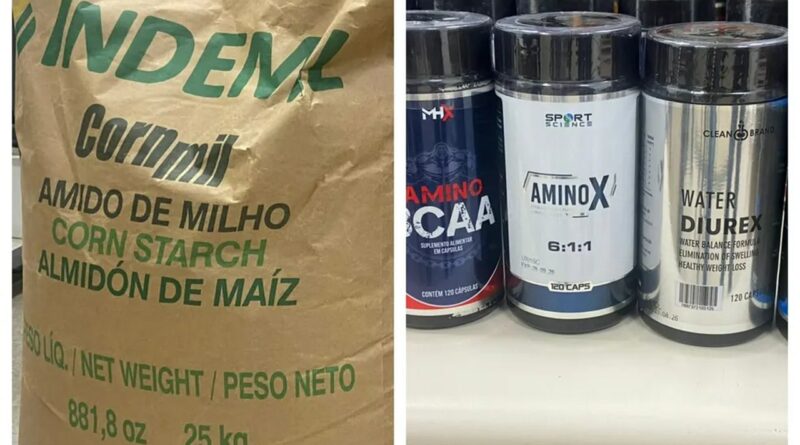 INDEMIL
Cornmil
AMIDO DE MILHO
CORN STARCH
ALMIDÓN DE MAÍZ
PESO LÍQ. / NET WEIGHT / PESO NETO
881,8 oz 25 kg
MHX
AMINO
BCAA
SUPLEMENTO ALIMENTAR
EM CÁPSULAS
CONTÉM 120 CÁPSULAS
SPORT
SCIENCE
AMINOX
6:1:1
120 CAPS
CLEAN BRAND
WATER
DIUREX
WATER BALANCE FORMULA
ELIMINATION OF SWELLING
HEALTHY WEIGHT LOSS
120 CAPS